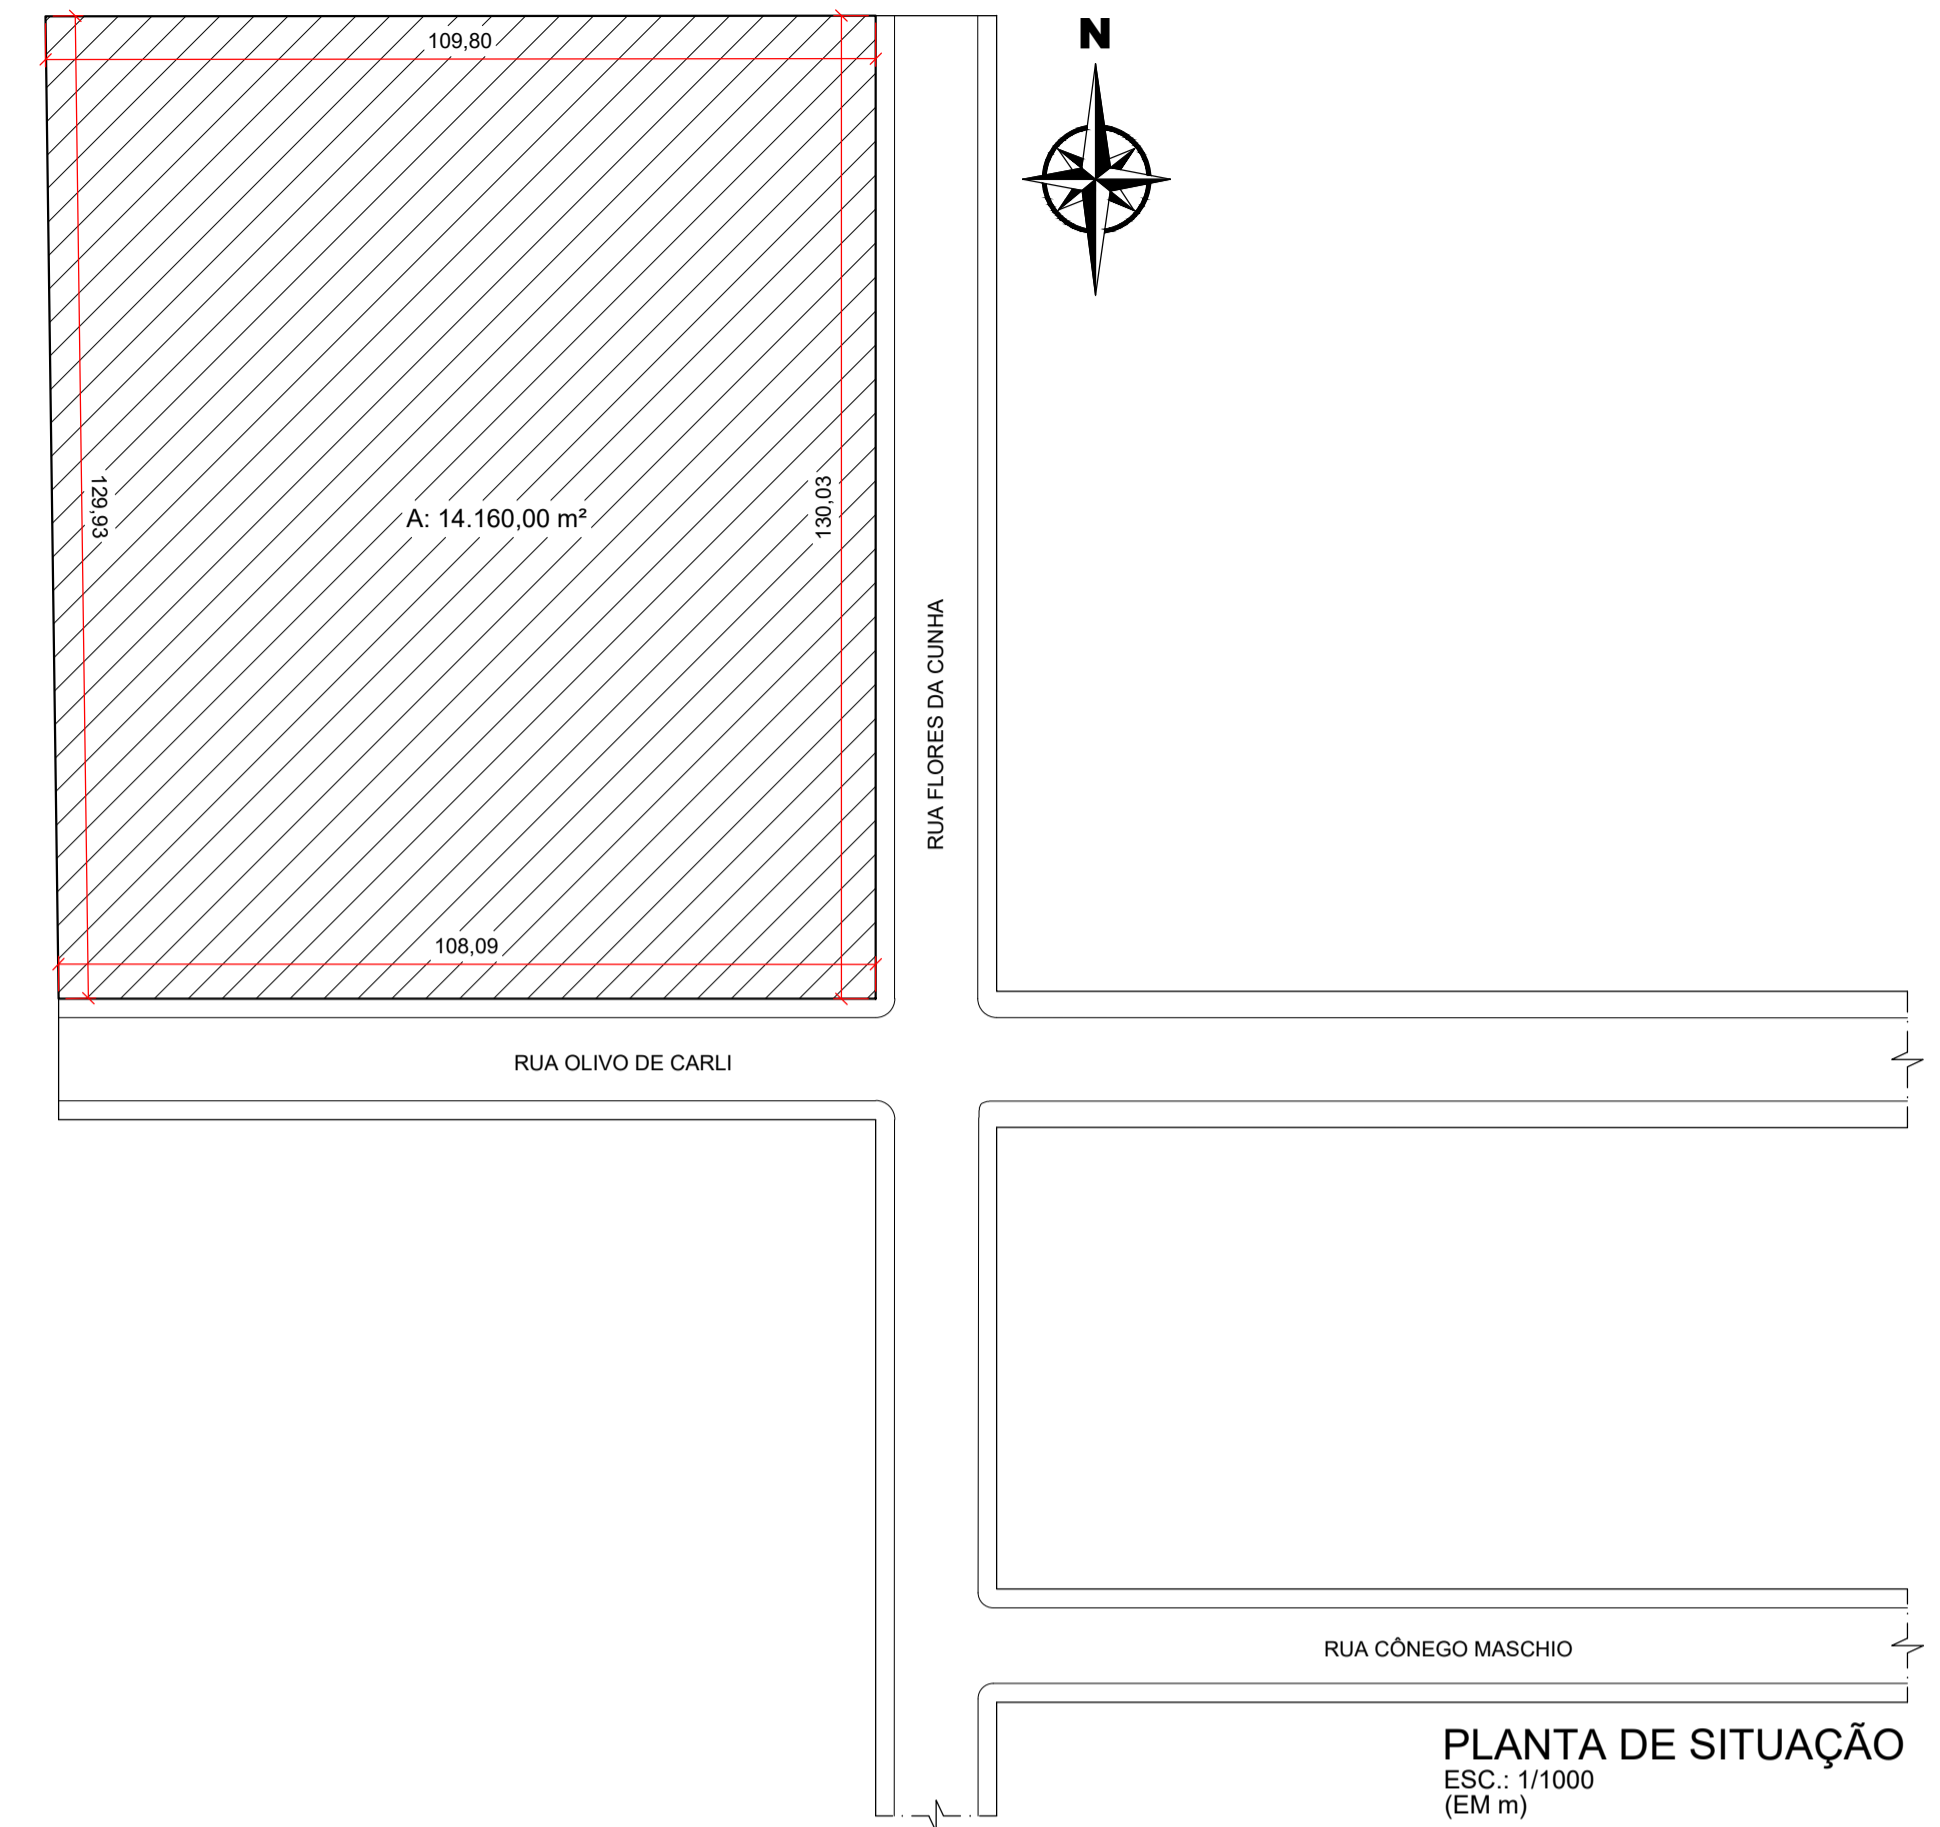 N
109,80
129,93
A: 14.160,00 m²
130,03
RUA FLORES DA CUNHA
108,09
RUA OLIVO DE CARLI
RUA CÔNEGO MASCHIO
PLANTA DE SITUAÇÃO
ESC.: 1/1000
(EM m)